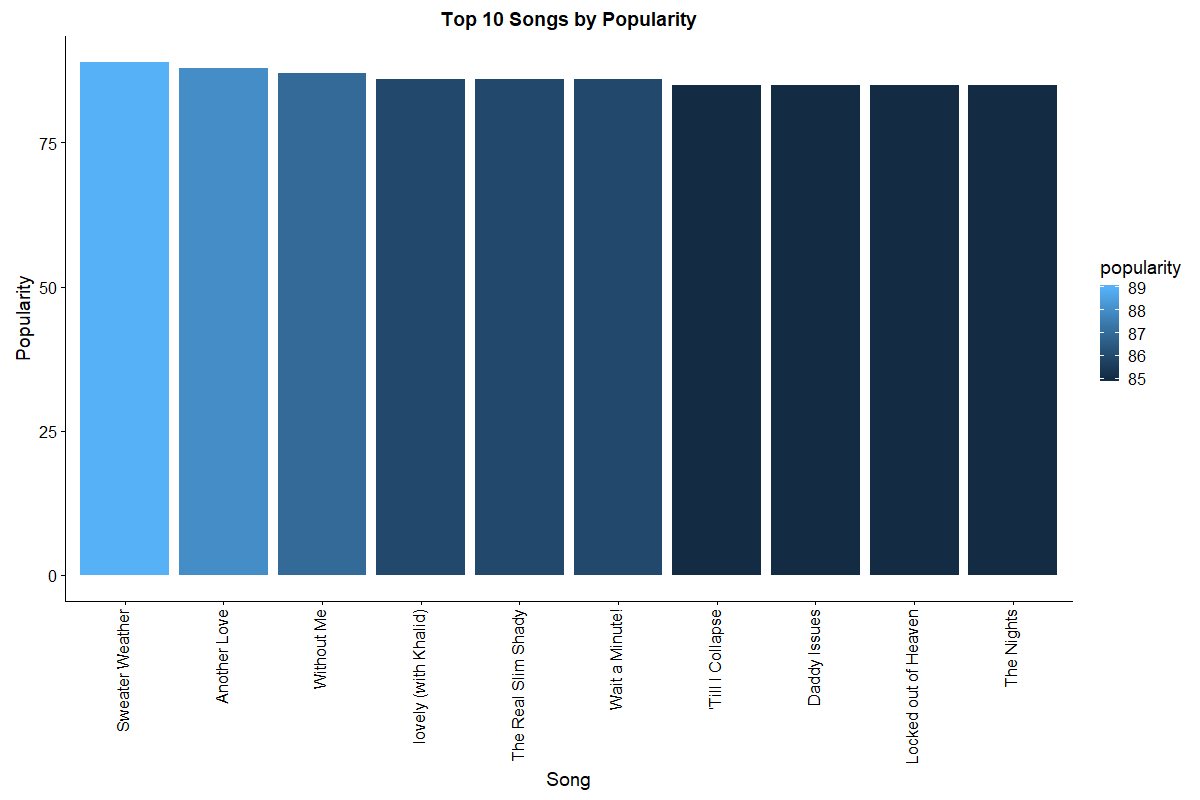 Top 10 Songs by Popularity
Popularity
75
50
25
0
Sweater Weather
Another Love
Without Me
lovely (with Khalid)
The Real Slim Shady
Wait a Minute!
'Till I Collapse
Daddy Issues
Locked out of Heaven
The Nights
Song
popularity
89
88
87
86
85